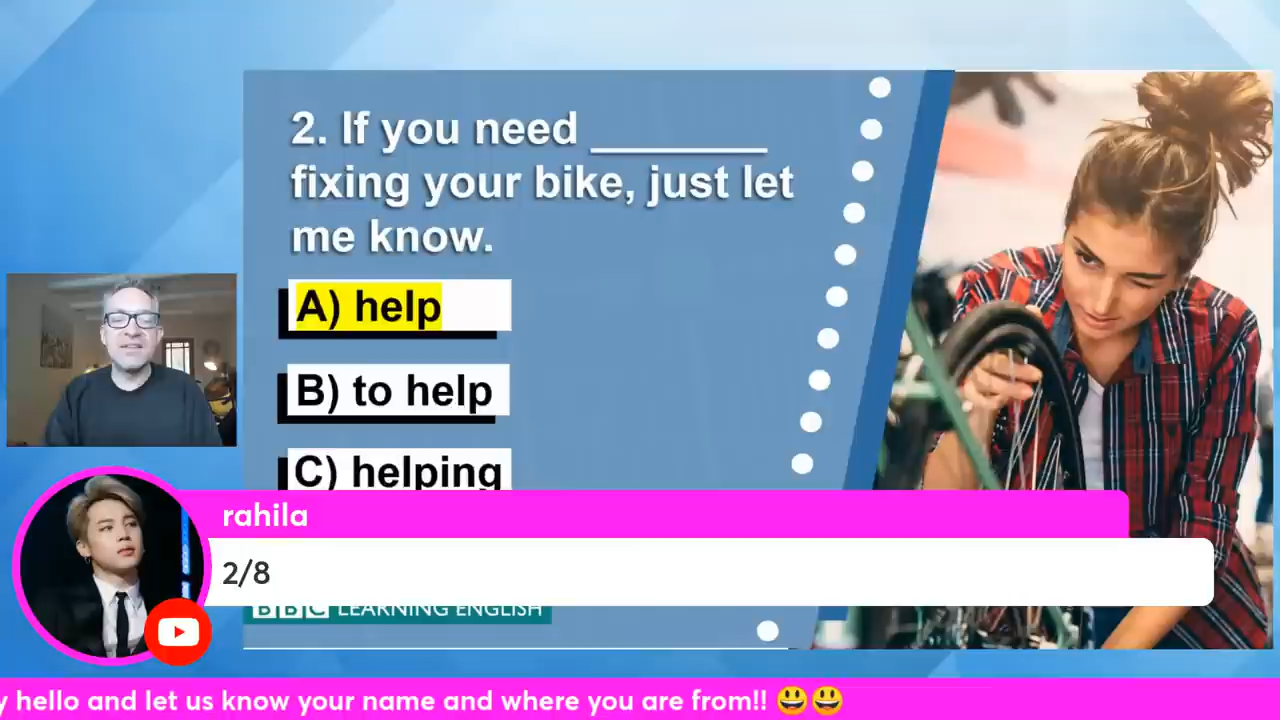 2. If you need ________
fixing your bike, just let
me know.
A) help
B) to help
C) helping
rahila
2/8
BBC LEARNING ENGLISH
y hello and let us know your name and where you are from!! 😃😃